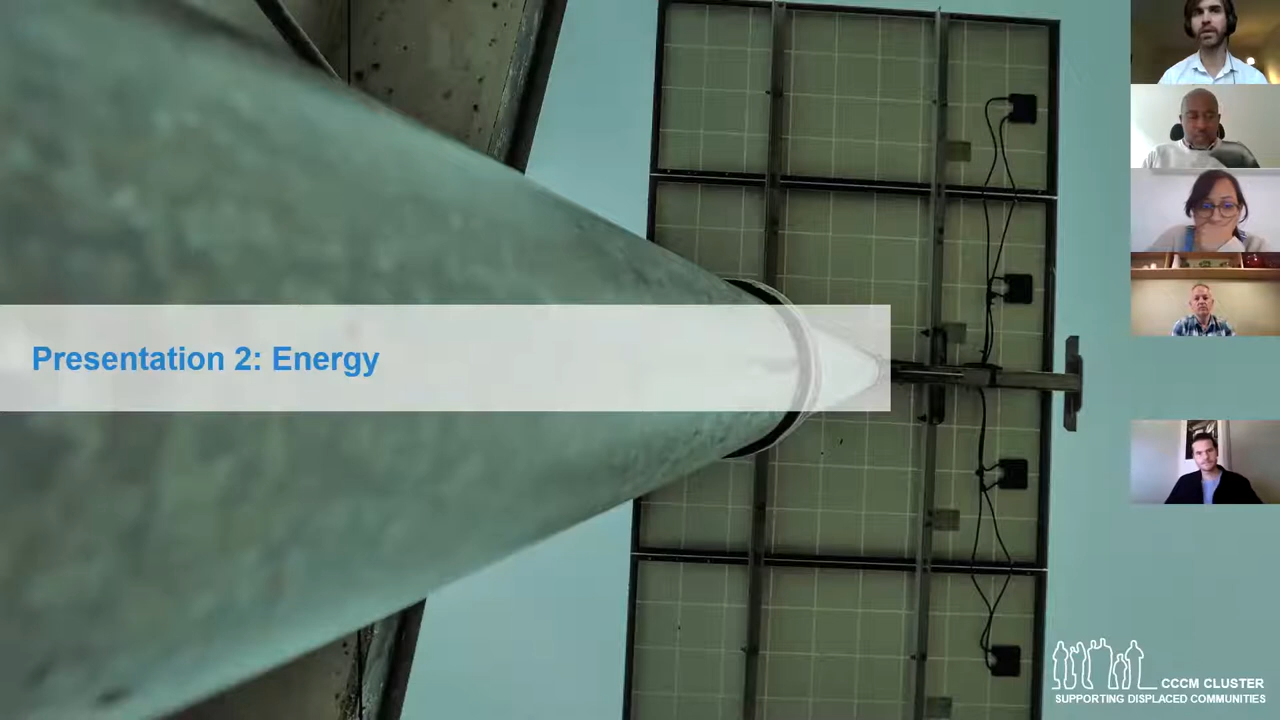 Presentation 2: Energy
CCCM CLUSTER
SUPPORTING DISPLACED COMMUNITIES